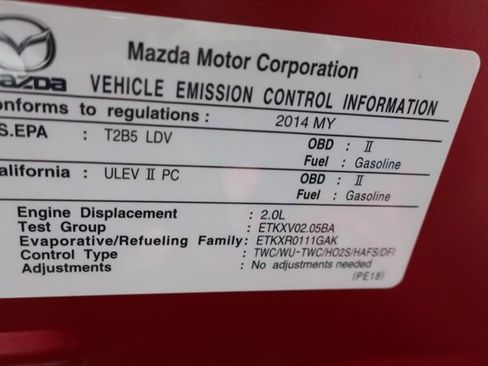 mazda
Mazda Motor Corporation
VEHICLE EMISSION CONTROL INFORMATION
onforms to regulations : 2014 MY
S.EPA : T2B5 LDV OBD : II
Fuel : Gasoline
alifornia : ULEV II PC OBD : II
Fuel : Gasoline
Engine Displacement : 2.0L
Test Group : ETKXV02.05BA
Evaporative/Refueling Family: ETKXR0111GAK
Control Type : TWC/WU-TWC/HO2S/HAFS/DFI
Adjustments : No adjustments needed
(PE18)